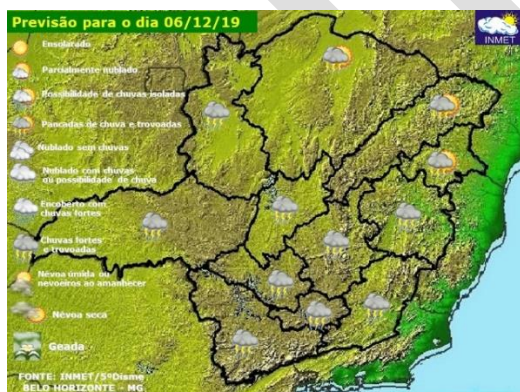 Previsão para o dia 06/12/19
INMET
Ensolarado
Parcialmente nublado
Possibilidade de chuvas isoladas
Pancadas de chuva e trovoadas
Nublado sem chuvas
Nublado com chuvas
ou possibilidade de chuva
Encoberto com
chuvas fortes
Chuvas fortes
e trovoadas
Névoa úmida ou
nevoeiros ao amanhecer
Névoa seca
Geada
FONTE: INMET/5ºDisme
BELO HORIZONTE - MG